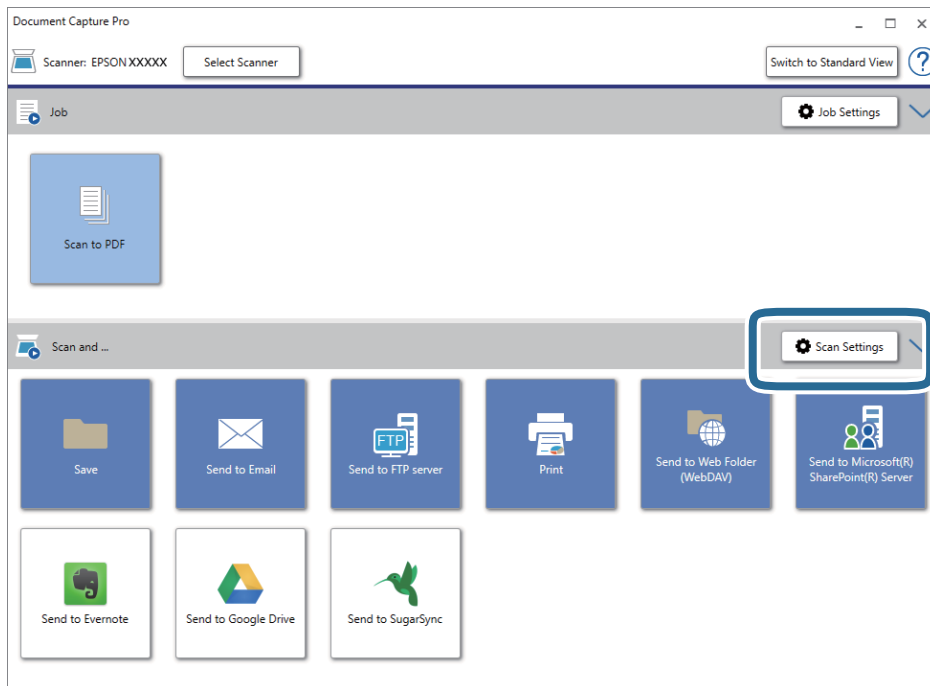 Document Capture Pro
Scanner: EPSON XXXXX
Select Scanner
Switch to Standard View
?
Job
Job Settings
Scan to PDF
Scan and ...
Scan Settings
Save
Send to Email
FTP
Send to FTP server
Print
Send to Web Folder
(WebDAV)
Send to Microsoft(R)
SharePoint(R) Server
Send to Evernote
Send to Google Drive
Send to SugarSync